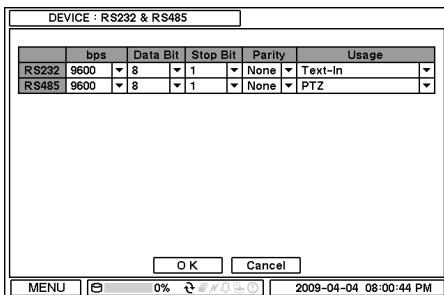 DEVICE : RS232 & RS485
bps Data Bit Stop Bit Parity Usage
RS232 9600 8 1 None Text-In
RS485 9600 8 1 None PTZ
O K Cancel
MENU 0% 2009-04-04 08:00:44 PM